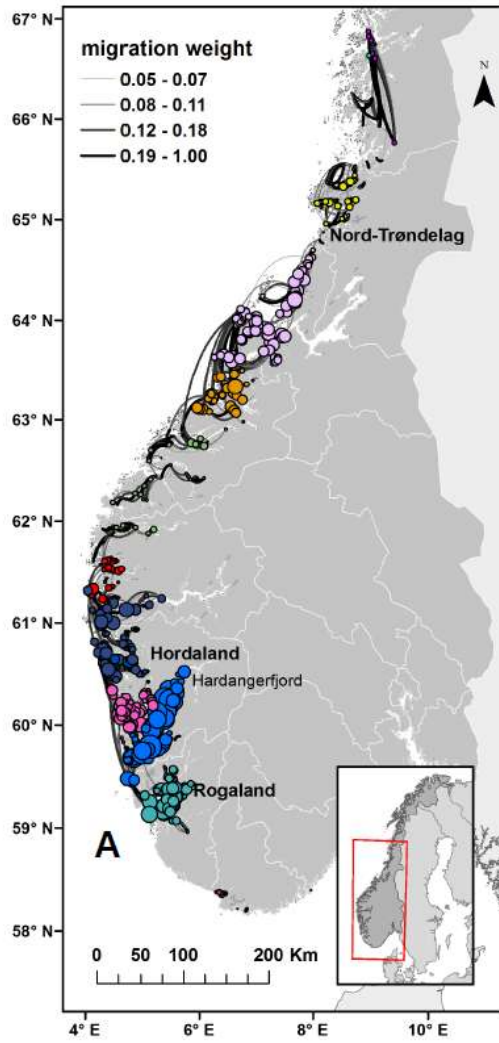 67° N
migration weight
0.05 - 0.07
0.08 - 0.11
0.12 - 0.18
0.19 - 1.00
N
66°
65°
Nord-Trøndelag
64°
63°
62°
61°
Hordaland
Hardangerfjord
60°
Rogaland
59°
A
58°
0 25 50 100 150 200 Km
4° E
6° E
8° E
10° E